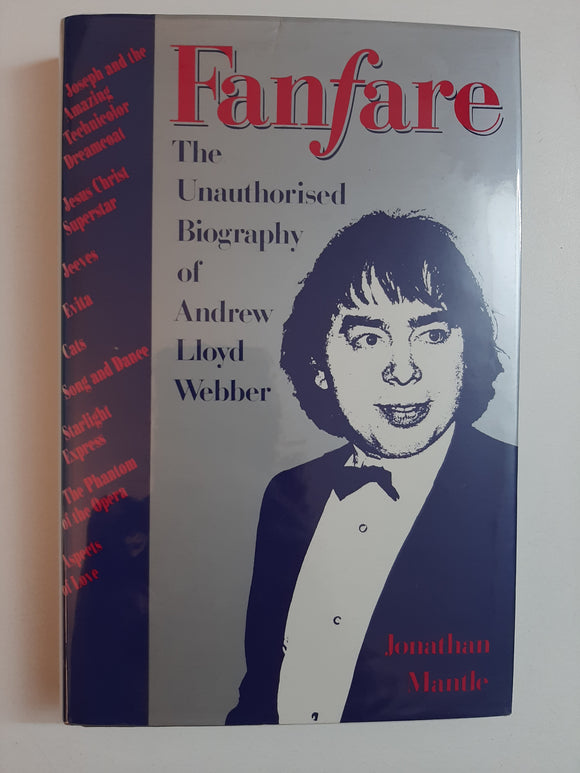 Fanfare
The
Unauthorised
Biography
of
Andrew
Lloyd
Webber
Joseph and the
Amazing
Technicolor
Dreamcoat
Jesus Christ
Superstar
Jeeves
Evita
Cats
Song and Dance
Starlight
Express
The Phantom
of the Opera
Aspects
of Love
Jonathan
Mantle